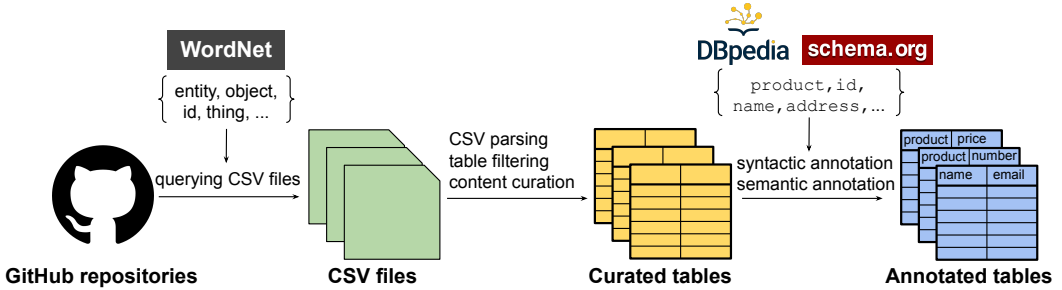 WordNet
entity, object,
id, thing, ...
querying CSV files
GitHub repositories
CSV files
CSV parsing
table filtering
content curation
Curated tables
DBpedia
schema.org
product,id,
name,address,...
syntactic annotation
semantic annotation
product price
product number
name email
Annotated tables